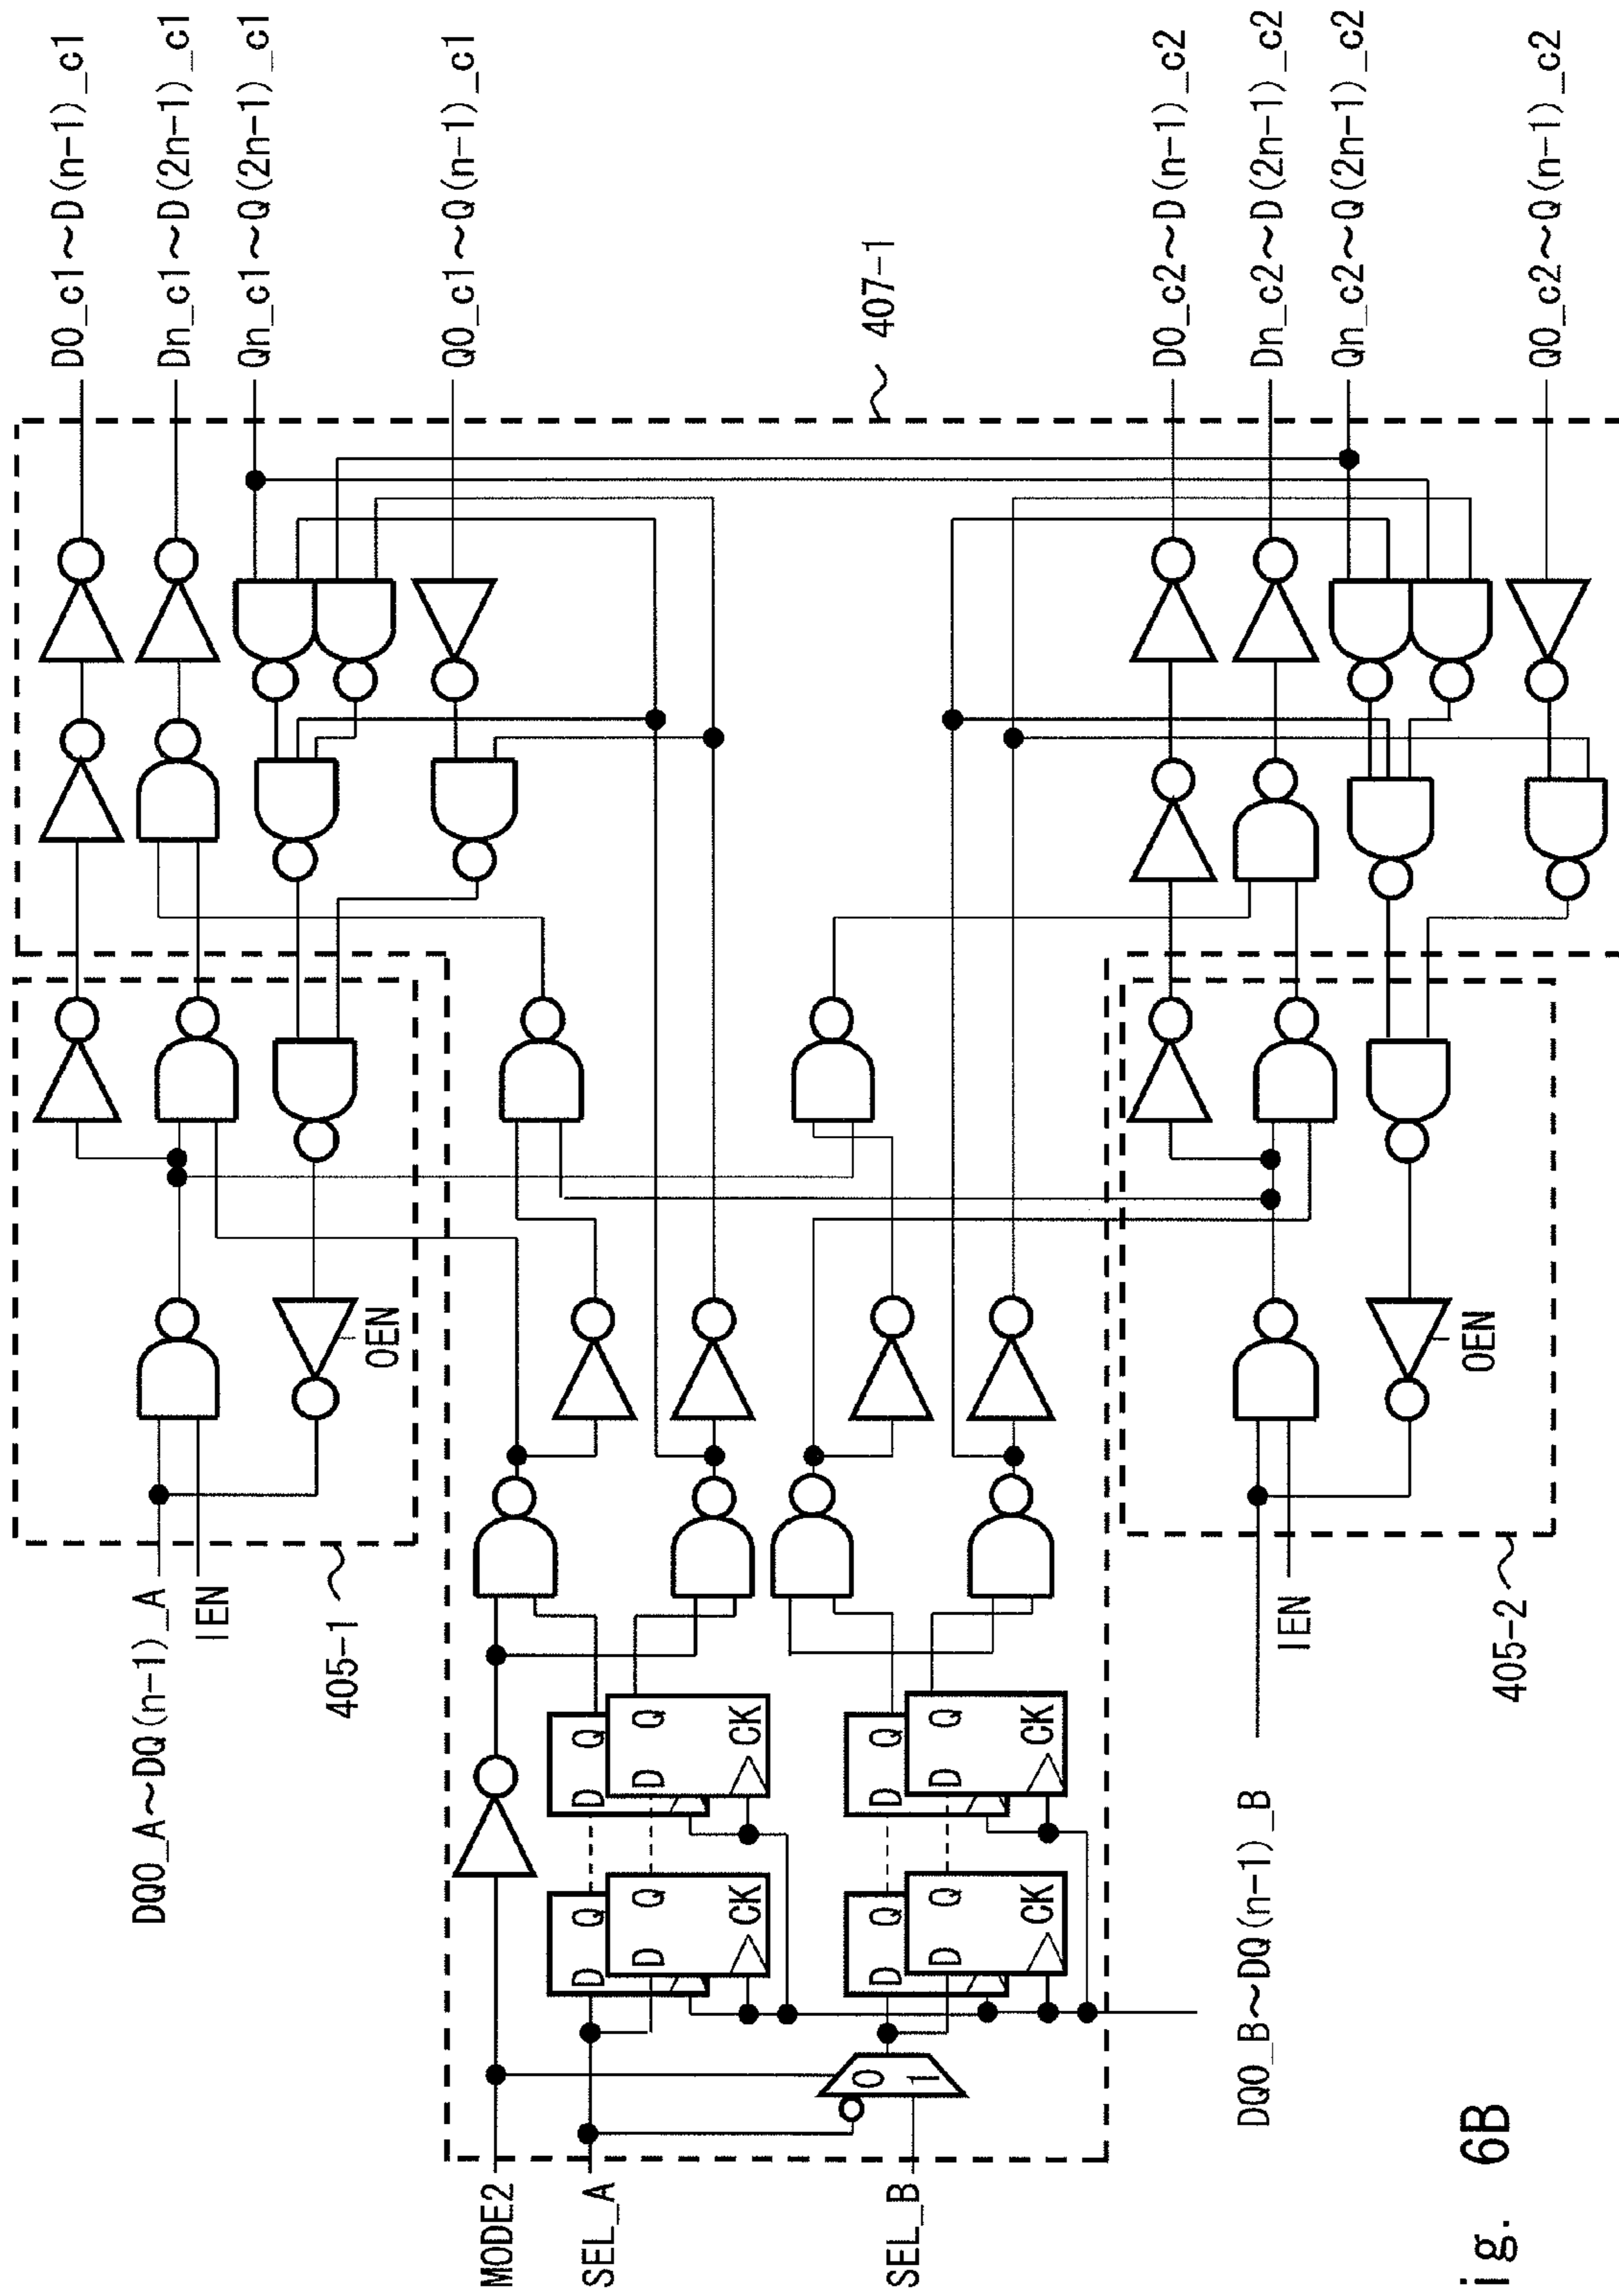 DQ0_A~DQ(n-1)_A
IEN
405-1
OEN
D0_c1~D(n-1)_c1
Dn_c1~D(2n-1)_c1
Qn_c1~Q(2n-1)_c1
Q0_c1~Q(n-1)_c1
MODE2
SEL_A
SEL_B
D Q
D Q
CK
D Q
D Q
CK
0
1
D Q
D Q
CK
D Q
D Q
CK
407-1
DQ0_B~DQ(n-1)_B
IEN
405-2
OEN
D0_c2~D(n-1)_c2
Dn_c2~D(2n-1)_c2
Qn_c2~Q(2n-1)_c2
Q0_c2~Q(n-1)_c2
ig. 6B